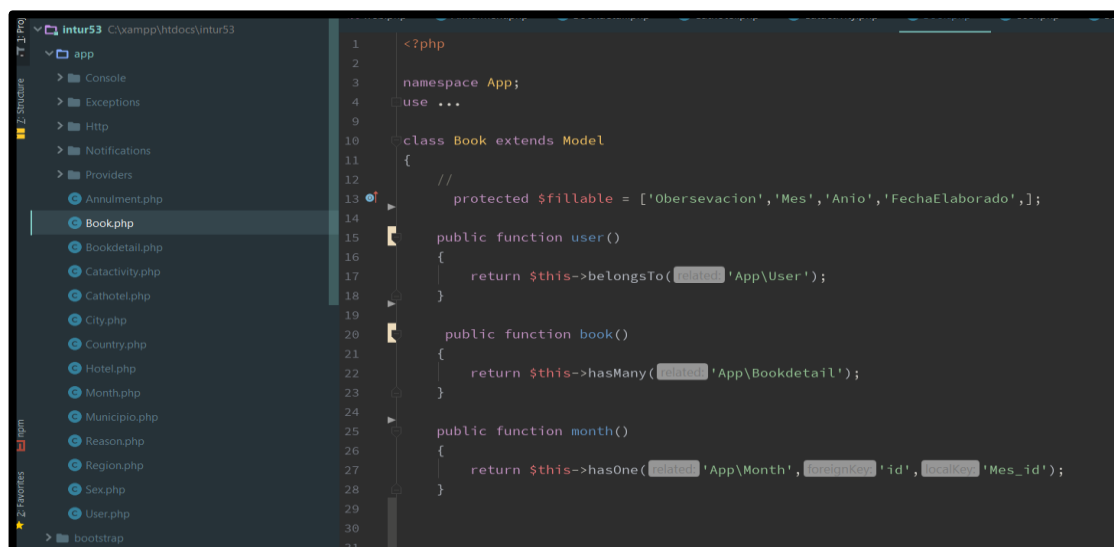 1: Proj
Z: Structure
npm
2: Favorites
intur53 C:\xampp\htdocs\intur53
app
Console
Exceptions
Http
Notifications
Providers
Annulment.php
Book.php
Bookdetail.php
Catactivity.php
Cathotel.php
City.php
Country.php
Hotel.php
Month.php
Municipio.php
Reason.php
Region.php
Sex.php
User.php
bootstrap
1 <?php
2
3 namespace App;
4 use ...
9
10 class Book extends Model
11 {
12 //
13 protected $fillable = ['Obersevacion','Mes','Anio','FechaElaborado',];
14
15 public function user()
16 {
17 return $this->belongsTo( related: 'App\User');
18 }
19
20 public function book()
21 {
22 return $this->hasMany( related: 'App\Bookdetail');
23 }
24
25 public function month()
26 {
27 return $this->hasOne( related: 'App\Month', foreignKey: 'id', localKey: 'Mes_id');
28 }
29
30